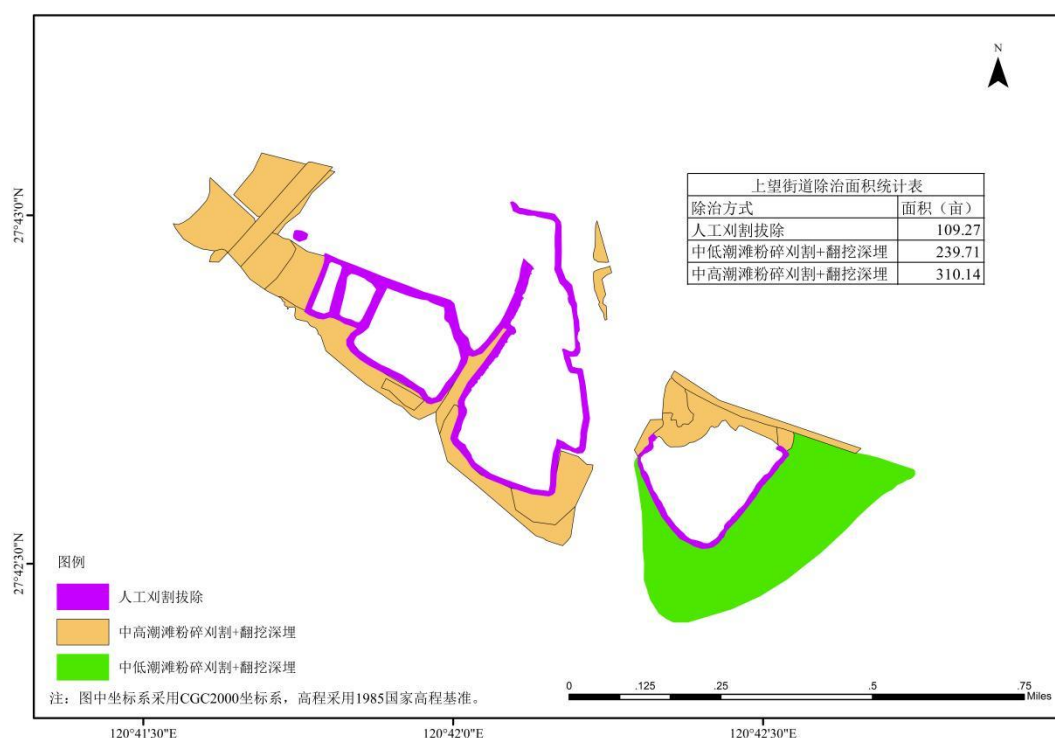 N
上望街道除治面积统计表
除治方式 面积（亩）
人工刈割拔除 109.27
中低潮滩粉碎刈割+翻挖深埋 239.71
中高潮滩粉碎刈割+翻挖深埋 310.14
27°43'0"N
27°42'30"N
图例
人工刈割拔除
中高潮滩粉碎刈割+翻挖深埋
中低潮滩粉碎刈割+翻挖深埋
注：图中坐标系采用CGC2000坐标系，高程采用1985国家高程基准。
0 .125 .25 .5 .75
Miles
120°41'30"E 120°42'0"E 120°42'30"E